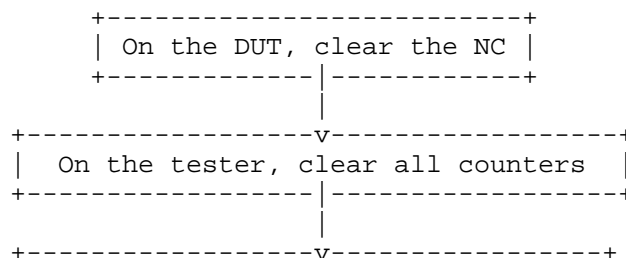 On the DUT, clear the NC
On the tester, clear all counters